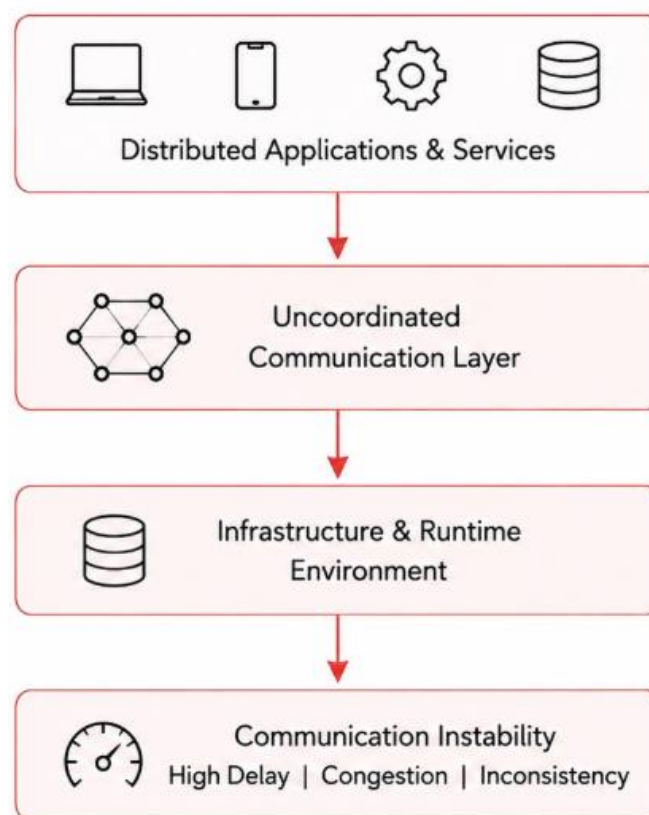 Distributed Applications & Services
Uncoordinated
Communication Layer
Infrastructure & Runtime
Environment
Communication Instability
High Delay | Congestion | Inconsistency